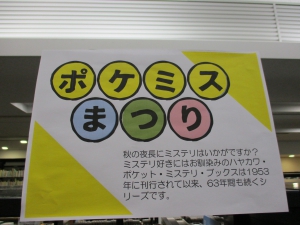 ポケミス
まつり
秋の夜長にミステリはいかがですか?
ミステリ好きにはお馴染みのハヤカワ・
ポケット・ミステリ・ブックスは1953
年に刊行されて以来、63年間も続くシ
リーズです。